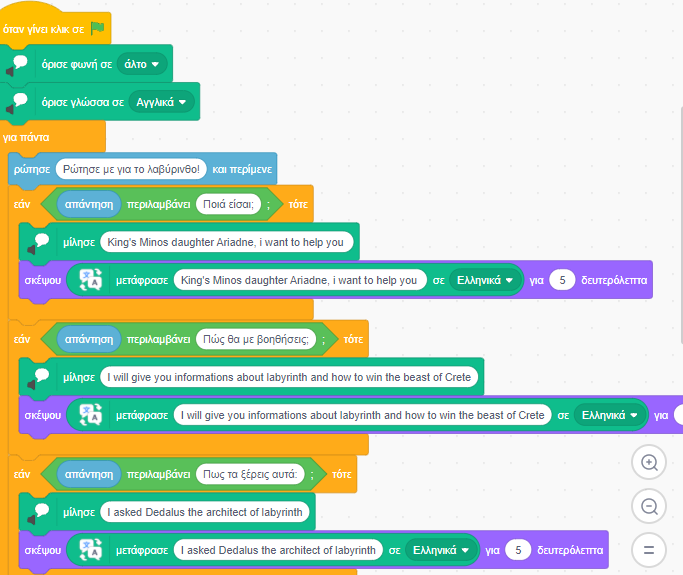 όταν γίνει κλικ σε
όρισε φωνή σε άλτο
όρισε γλώσσα σε Αγγλικά
για πάντα
ρώτησε Ρώτησε με για το λαβύρινθο! και περίμενε
εάν απάντηση περιλαμβάνει Ποιά είσαι; ; τότε
μίλησε King's Minos daughter Ariadne, i want to help you
σκέψου μετάφρασε King's Minos daughter Ariadne, i want to help you σε Ελληνικά για 5 δευτερόλεπτα
εάν απάντηση περιλαμβάνει Πώς θα με βοηθήσεις; ; τότε
μίλησε I will give you informations about labyrinth and how to win the beast of Crete
σκέψου μετάφρασε I will give you informations about labyrinth and how to win the beast of Crete σε Ελληνικά για
εάν απάντηση περιλαμβάνει Πως τα ξέρεις αυτά: ; τότε
μίλησε I asked Dedalus the architect of labyrinth
σκέψου μετάφρασε I asked Dedalus the architect of labyrinth σε Ελληνικά για 5 δευτερόλεπτα